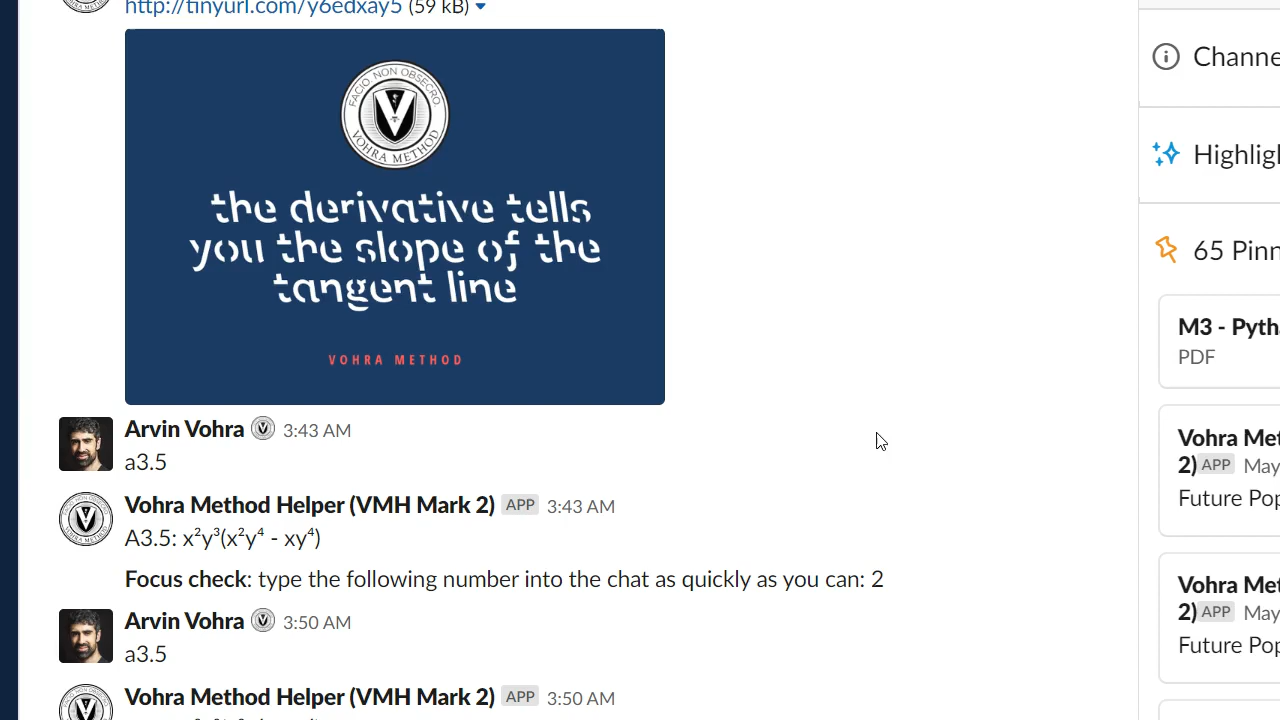 http://tinyurl.com/y6edxay5 (59 kB)
FACIO, NON OBSECRO.
V
VOHRA METHOD
the derivative tells
you the slope of the
tangent line
VOHRA METHOD
Arvin Vohra 3:43 AM
a3.5
Vohra Method Helper (VMH Mark 2) APP 3:43 AM
A3.5: x²y³(x²y⁴ - xy⁴)
Focus check: type the following number into the chat as quickly as you can: 2
Arvin Vohra 3:50 AM
a3.5
Vohra Method Helper (VMH Mark 2) APP 3:50 AM
Channe
Highlig
65 Pinn
M3 - Pyth
PDF
Vohra Met
2) APP May
Future Pop
Vohra Met
2) APP May
Future Pop